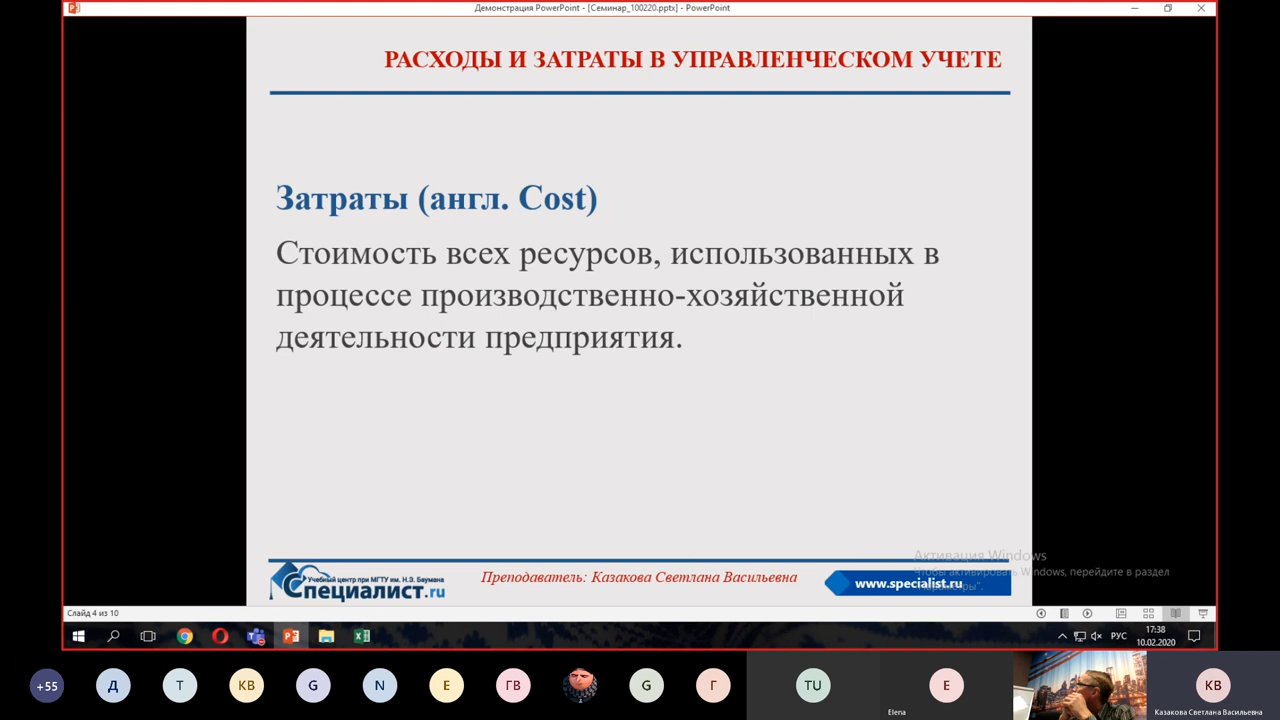 Демонстрация PowerPoint - [Семинар_100220.pptx] - PowerPoint
РАСХОДЫ И ЗАТРАТЫ В УПРАВЛЕНЧЕСКОМ УЧЕТЕ
Затраты (англ. Cost)
Стоимость всех ресурсов, использованных в
процессе производственно-хозяйственной
деятельности предприятия.
Активация Windows
Чтобы активировать Windows, перейдите в раздел
"Параметры".
Учебный центр при МГТУ им. Н.Э. Баумана
Специалист.ru
Преподаватель: Казакова Светлана Васильевна
www.specialist.ru
Слайд 4 из 10
РУС
17:38
10.02.2020
+55
Д
Т
КВ
G
N
E
ГВ
G
Г
TU
E
КВ
Elena
Казакова Светлана Васильевна